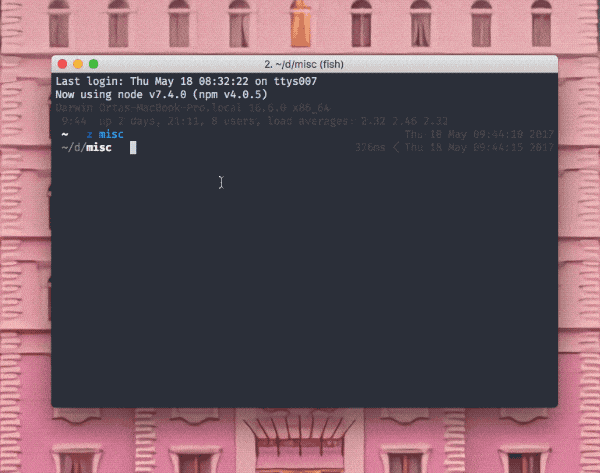 2. ~/d/misc (fish)
Last login: Thu May 18 08:32:22 on ttys007
Now using node v7.4.0 (npm v4.0.5)
Darwin Ortas-MacBook-Pro.local 16.6.0 x86_64
9:44 up 2 days, 21:11, 8 users, load averages: 2.32 2.46 2.32
~ z misc Thu 18 May 09:44:10 2017
~/d/misc 376ms < Thu 18 May 09:44:15 2017